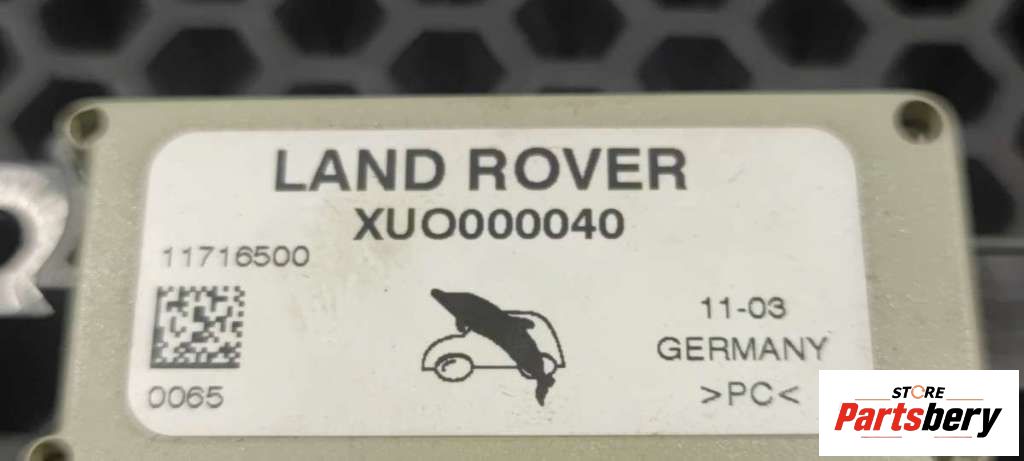 LAND ROVER
XUO000040
11716500
0065
11-03
GERMANY
>PC<
STORE
Partsbery